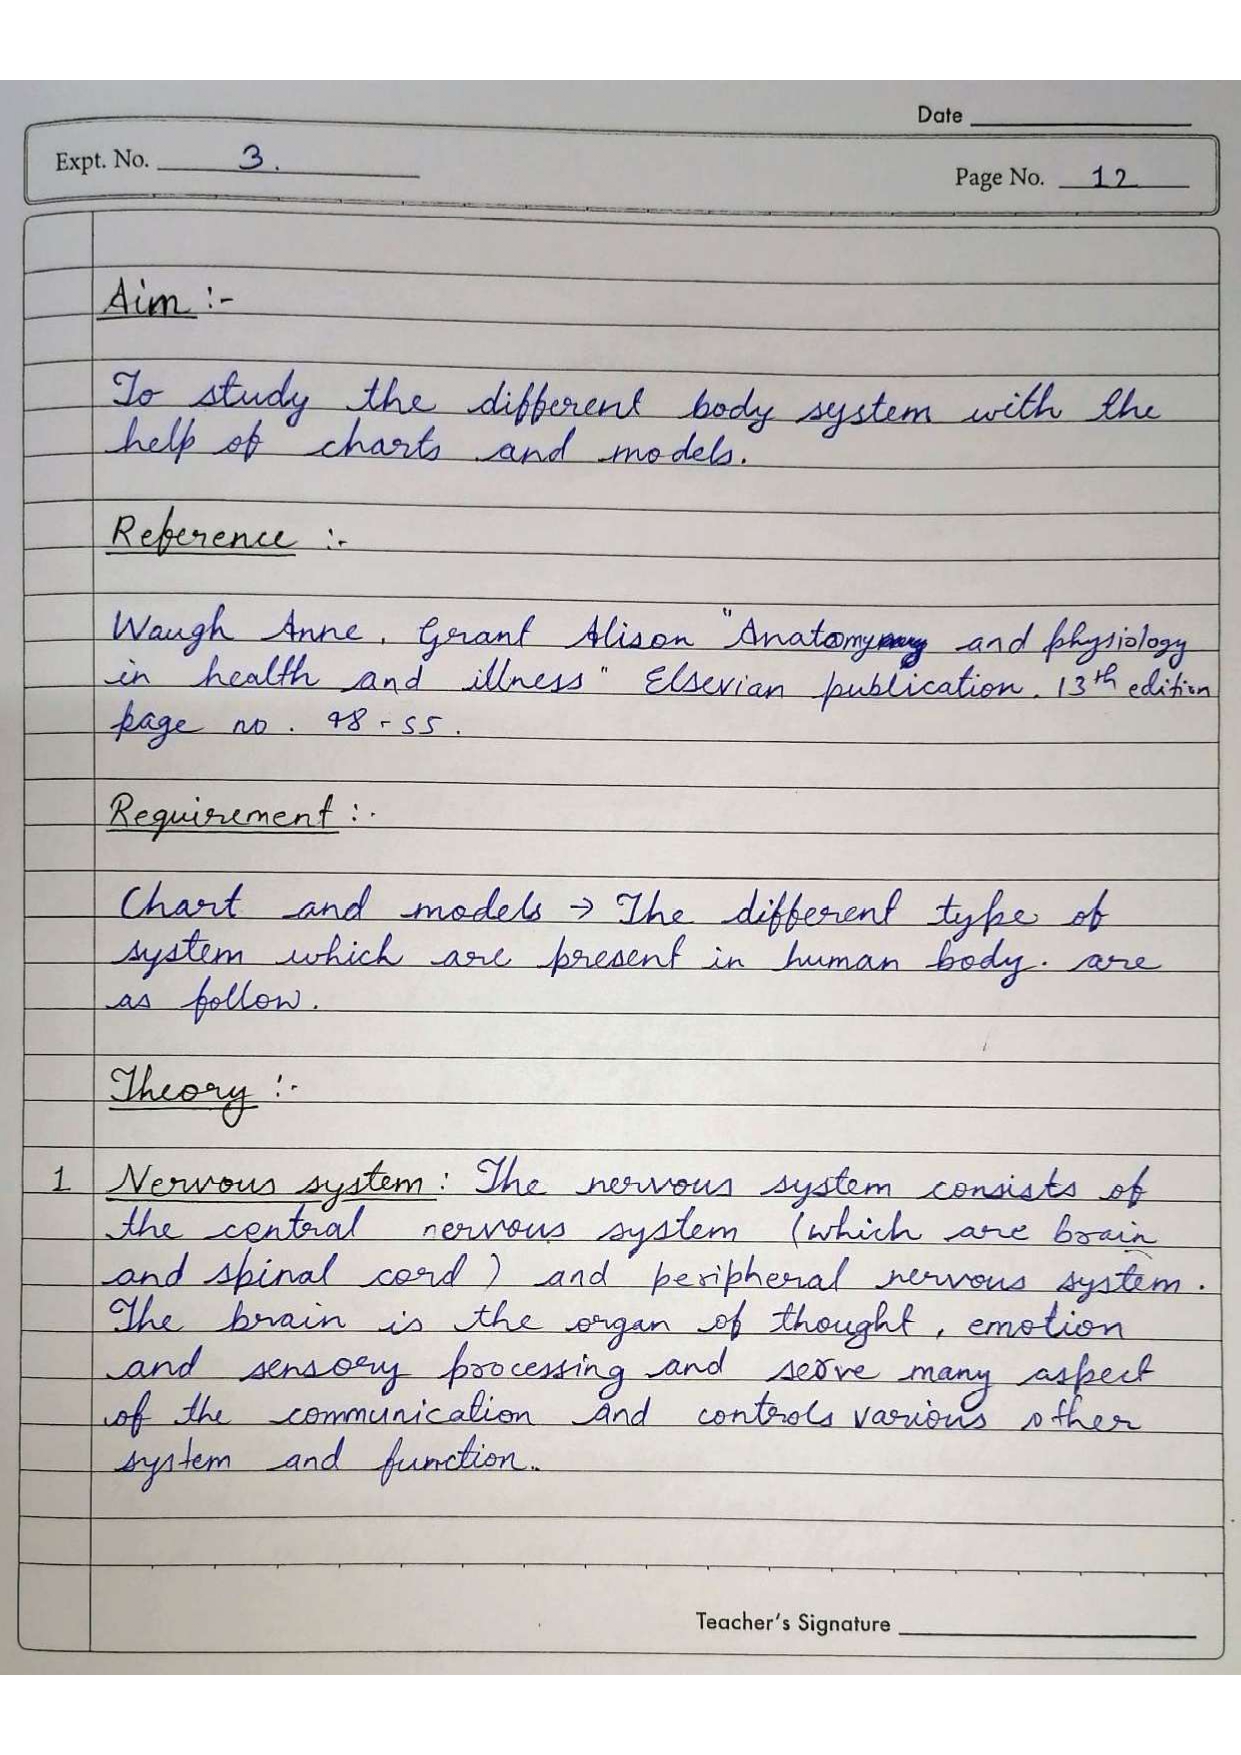 Date
Expt. No. 3.
Page No. 12
Aim :-
To study the different body system with the
help of charts and models.
Reference :-
Waugh Anne. Grant Alison "Anatomy and physiology
in health and illness" Elsevian publication. 13th edition
page no. 48-55.
Requirement :-
Chart and models → The different type of
system which are present in human body. are
as follow.
Theory :-
1 Nervous system : The nervous system consists of
the central nervous system (which are brain
and spinal cord) and peripheral nervous system.
The brain is the organ of thought, emotion
and sensory processing and serve many aspect
of the communication and controls various other
system and function.
Teacher's Signature